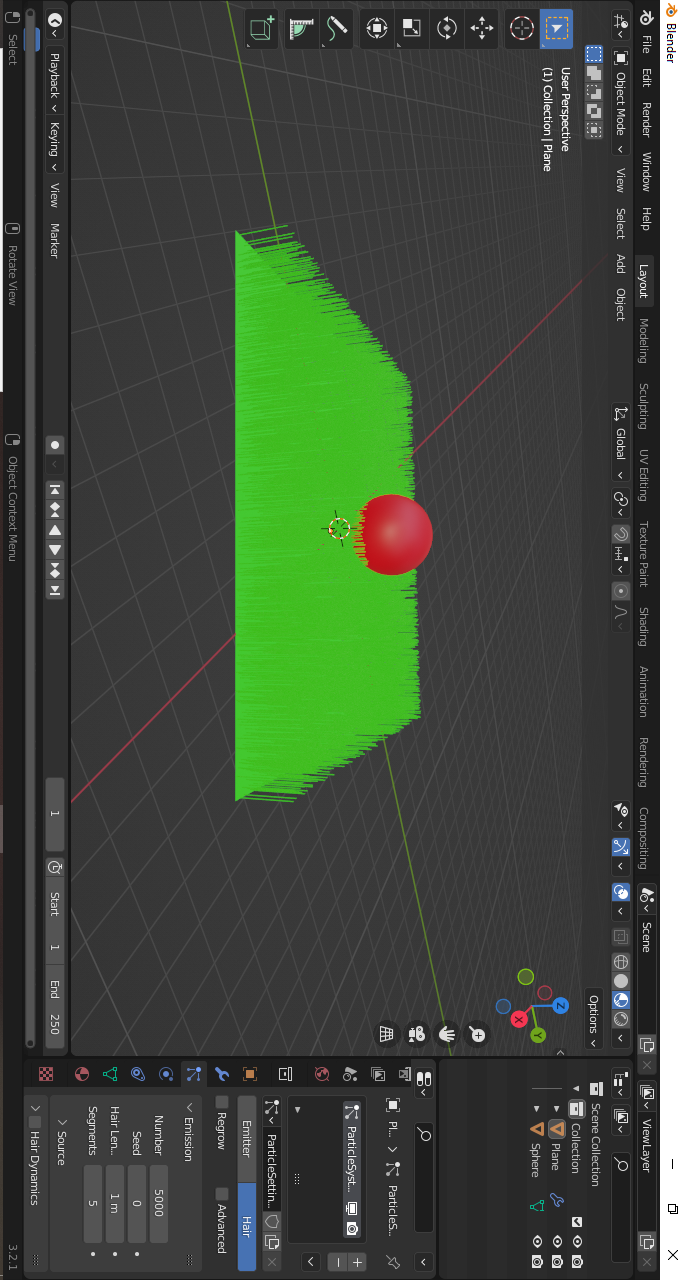 Blender
File Edit Render Window Help Layout Modeling Sculpting UV Editing Texture Paint Shading Animation Rendering Compositing Scene ViewLayer
Object Mode View Select Add Object Global
Options
User Perspective
(1) Collection | Plane
Z
X
Y
Scene Collection
Collection
Plane
Sphere
Pl... ParticleS...
ParticleSyst...
ParticleSettin...
Emitter Hair
Regrow Advanced
Emission
Number 5000
Seed 0
Hair Len... 1 m
Segments 5
Source
Hair Dynamics
Playback Keying View Marker 1 Start 1 End 250
Select Rotate View Object Context Menu 3.2.1